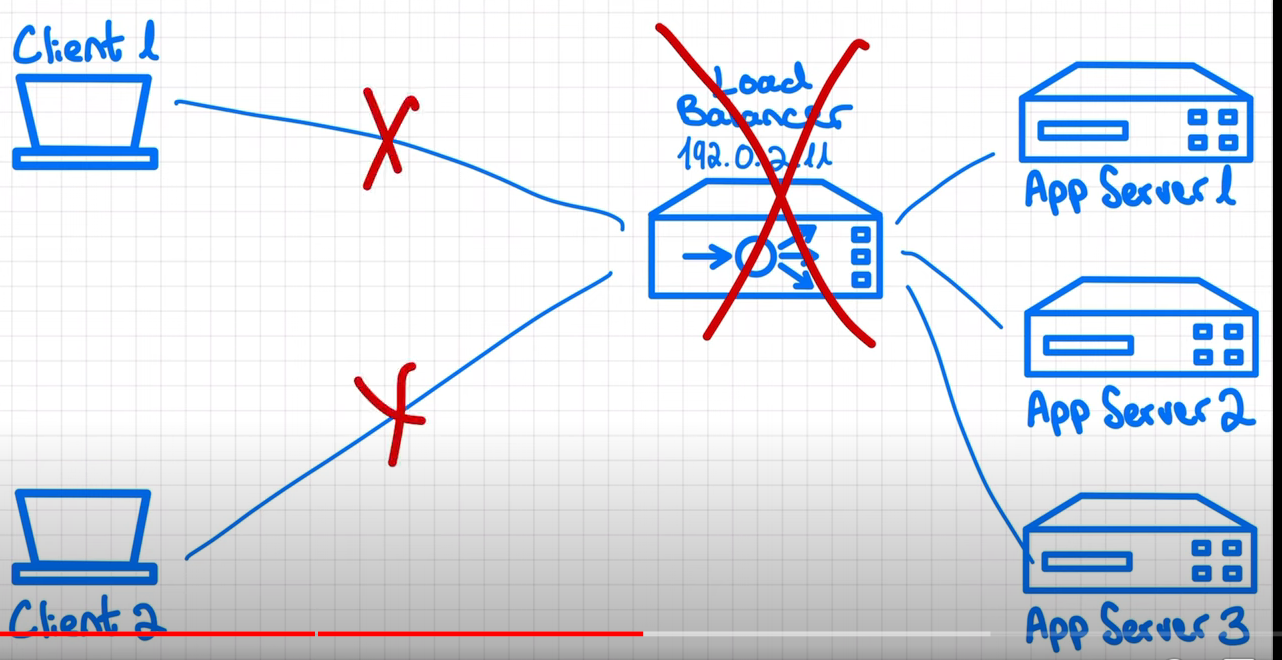 Client 1
Load
Balancer
192.0.2.11
App Server 1
App Server 2
Client 2
App Server 3